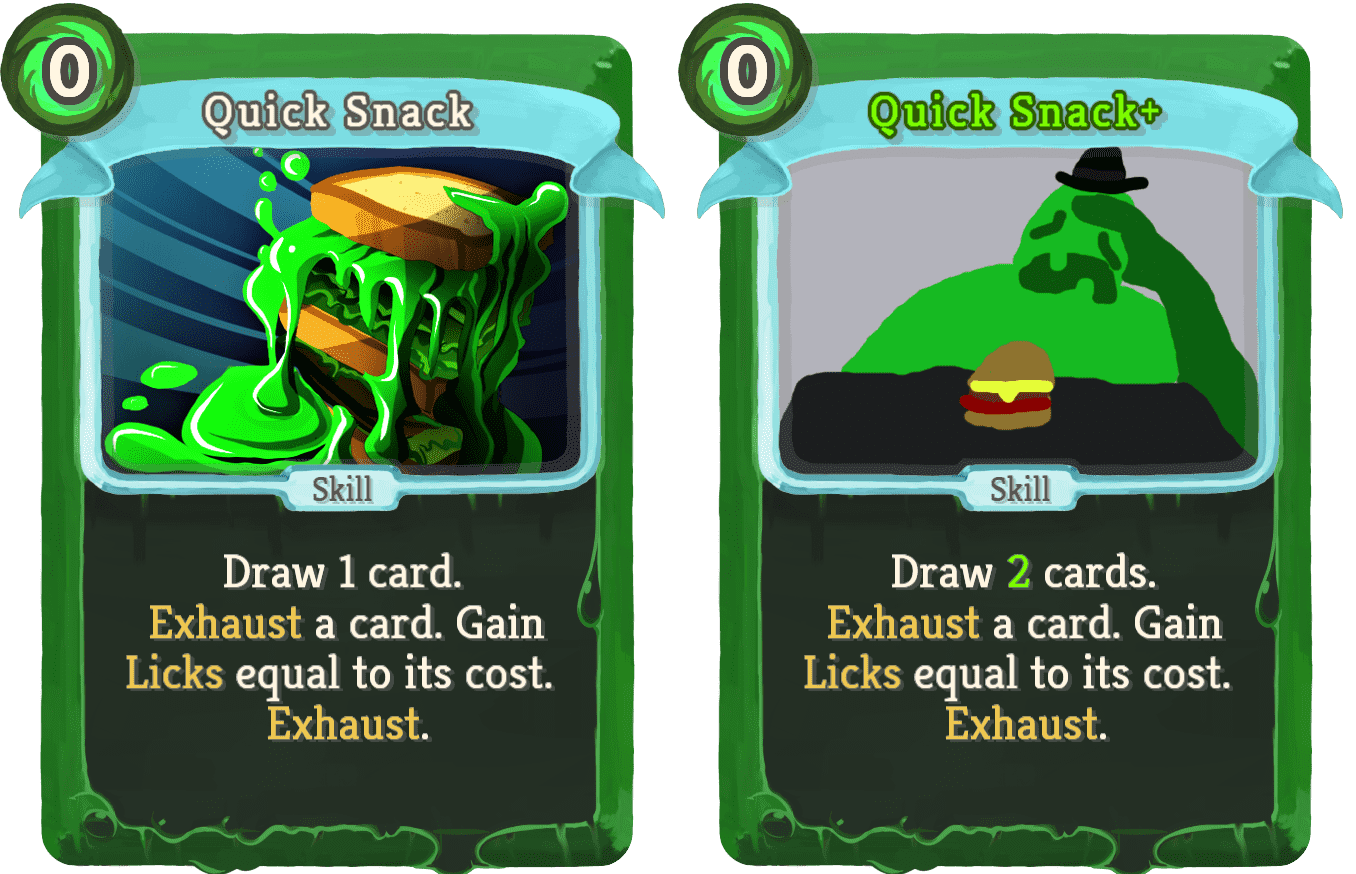 0
Quick Snack
Skill
Draw 1 card.
Exhaust a card. Gain
Licks equal to its cost.
Exhaust.
0
Quick Snack+
Skill
Draw 2 cards.
Exhaust a card. Gain
Licks equal to its cost.
Exhaust.